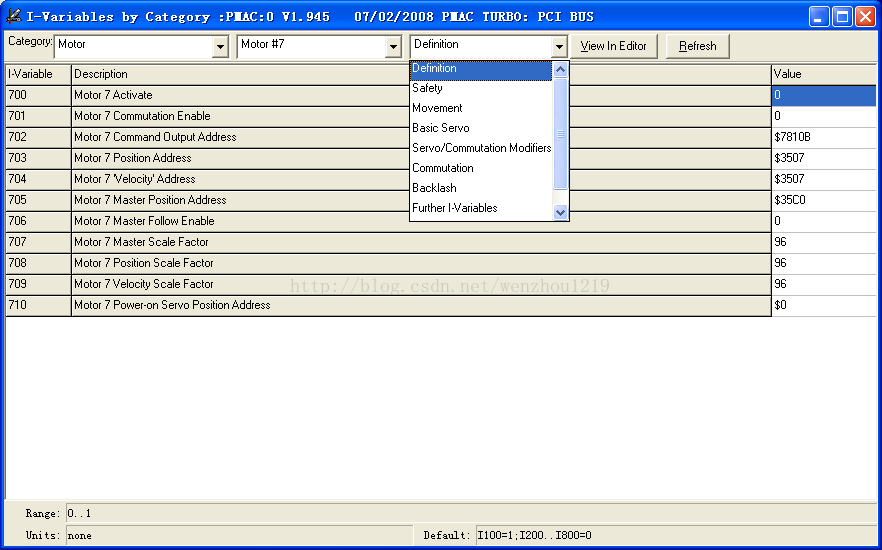 I-Variables by Category :PMAC:0 V1.945 07/02/2008 PMAC TURBO: PCI BUS
Category: Motor Motor #7 Definition View In Editor Refresh
Definition
Safety
Movement
Basic Servo
Servo/Commutation Modifiers
Commutation
Backlash
Further I-Variables
I-Variable Description Value
700 Motor 7 Activate 0
701 Motor 7 Commutation Enable 0
702 Motor 7 Command Output Address $7810B
703 Motor 7 Position Address $3507
704 Motor 7 'Velocity' Address $3507
705 Motor 7 Master Position Address $35C0
706 Motor 7 Master Follow Enable 0
707 Motor 7 Master Scale Factor 96
708 Motor 7 Position Scale Factor 96
709 Motor 7 Velocity Scale Factor 96
710 Motor 7 Power-on Servo Position Address $0
http://blog.csdn.net/wenzhou1219
Range: 0..1
Units: none Default: I100=1;I200..I800=0